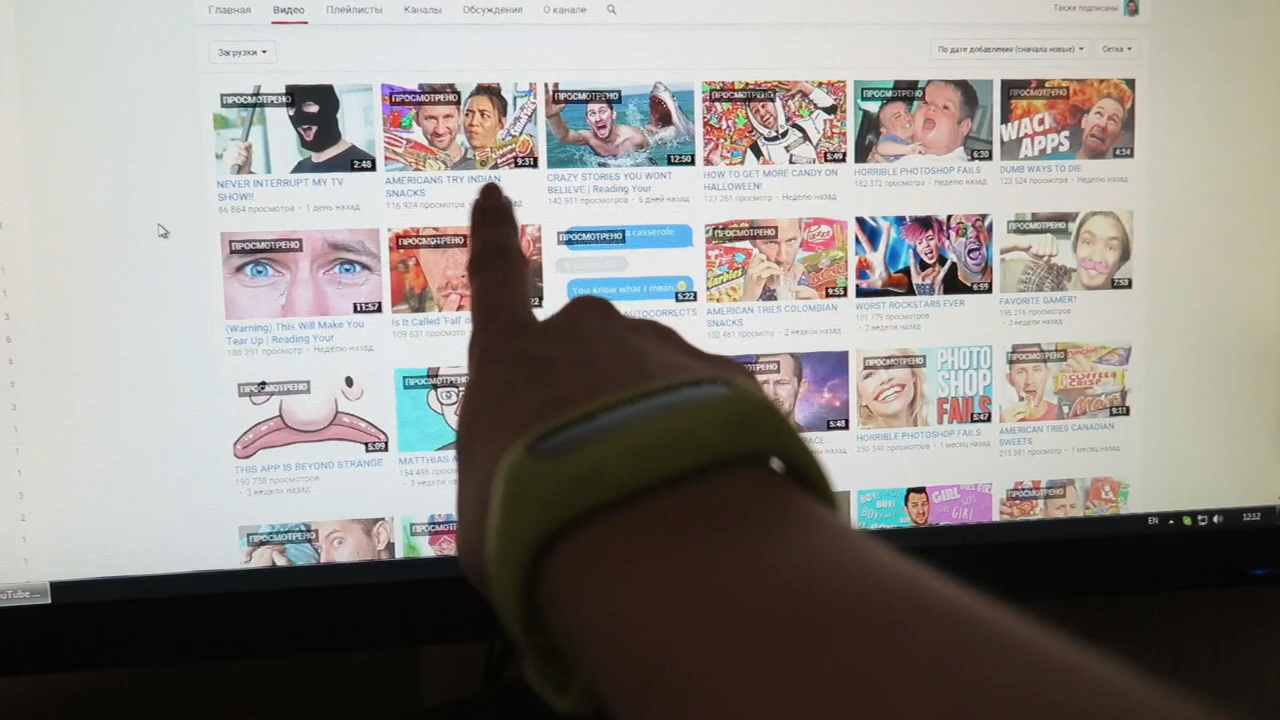 Главная Видео Плейлисты Каналы Обсуждение О канале
Также подписаны
Загрузки
По дате добавления (сначала новые) Сетка
ПРОСМОТРЕНО
2:48
NEVER INTERRUPT MY TV
SHOW!!
86 864 просмотра • 1 день назад
ПРОСМОТРЕНО
9:31
AMERICANS TRY INDIAN
SNACKS
116 924 просмотра
ПРОСМОТРЕНО
12:50
CRAZY STORIES YOU WONT
BELIEVE | Reading Your
142 911 просмотров • 6 дней назад
ПРОСМОТРЕНО
5:49
HOW TO GET MORE CANDY ON
HALLOWEEN!
127 261 просмотр • Неделю назад
ПРОСМОТРЕНО
6:30
HORRIBLE PHOTOSHOP FAILS
182 372 просмотра • Неделю назад
ПРОСМОТРЕНО
WACKY
APPS
4:34
DUMB WAYS TO DIE
123 524 просмотра • Неделю назад
ПРОСМОТРЕНО
11:57
(Warning) This Will Make You
Tear Up | Reading Your
188 291 просмотр • Неделю назад
ПРОСМОТРЕНО
Is It Called 'Fall'
109 631 просмотр
ПРОСМОТРЕНО
a casserole
You know what I mean
5:22
AUTOCORRECTS
ПРОСМОТРЕНО
9:55
AMERICAN TRIES COLOMBIAN
SNACKS
152 461 просмотр • 2 недели назад
6:59
WORST ROCKSTARS EVER
101 779 просмотров
• 2 недели назад
ПРОСМОТРЕНО
7:53
FAVORITE GAMER?
196 216 просмотров
• 3 недели назад
ПРОСМОТРЕНО
5:09
THIS APP IS BEYOND STRANGE
190 738 просмотров
• 3 недели назад
ПРОСМОТРЕНО
MATTHIAS
154 498 просмотров
• 3 недели
5:48
ПРОСМОТРЕНО
PHOTO
SHOP
FAILS
5:47
HORRIBLE PHOTOSHOP FAILS
230 340 просмотров • 1 месяц назад
ПРОСМОТРЕНО
COFFEE
CRISP
Mars
9:11
AMERICAN TRIES CANADIAN
SWEETS
215 381 просмотр • 1 месяц назад
ПРОСМОТРЕНО
ПРОСМОТРЕНО
BOY!
BOY!
BOY
GIRL
GIRL
ПРОСМОТРЕНО
EN 12:12
uTube ...